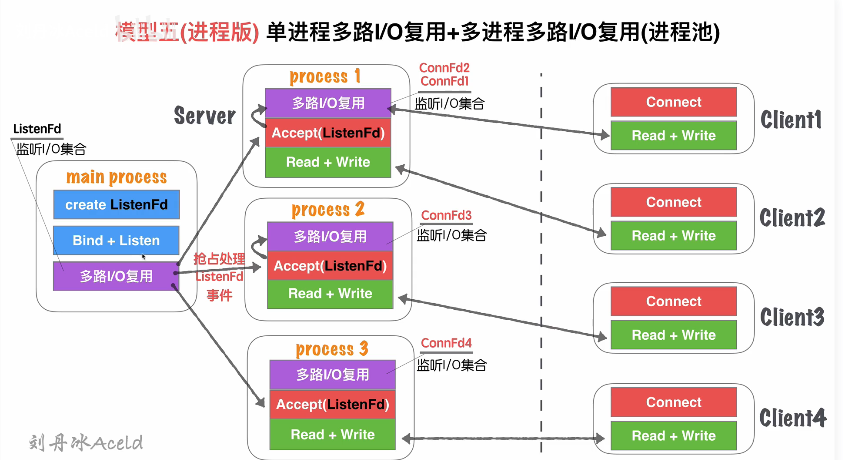 模型五(进程版) 单进程多路I/O复用+多进程多路I/O复用(进程池)
ListenFd
监听I/O集合
main process
create ListenFd
Bind + Listen
多路I/O复用
抢占处理
ListenFd
事件
Server
process 1
多路I/O复用
Accept(ListenFd)
Read + Write
ConnFd2
ConnFd1
监听I/O集合
process 2
多路I/O复用
Accept(ListenFd)
Read + Write
ConnFd3
监听I/O集合
process 3
多路I/O复用
Accept(ListenFd)
Read + Write
ConnFd4
监听I/O集合
Connect
Read + Write
Client1
Connect
Read + Write
Client2
Connect
Read + Write
Client3
Connect
Read + Write
Client4
刘丹冰Aceld